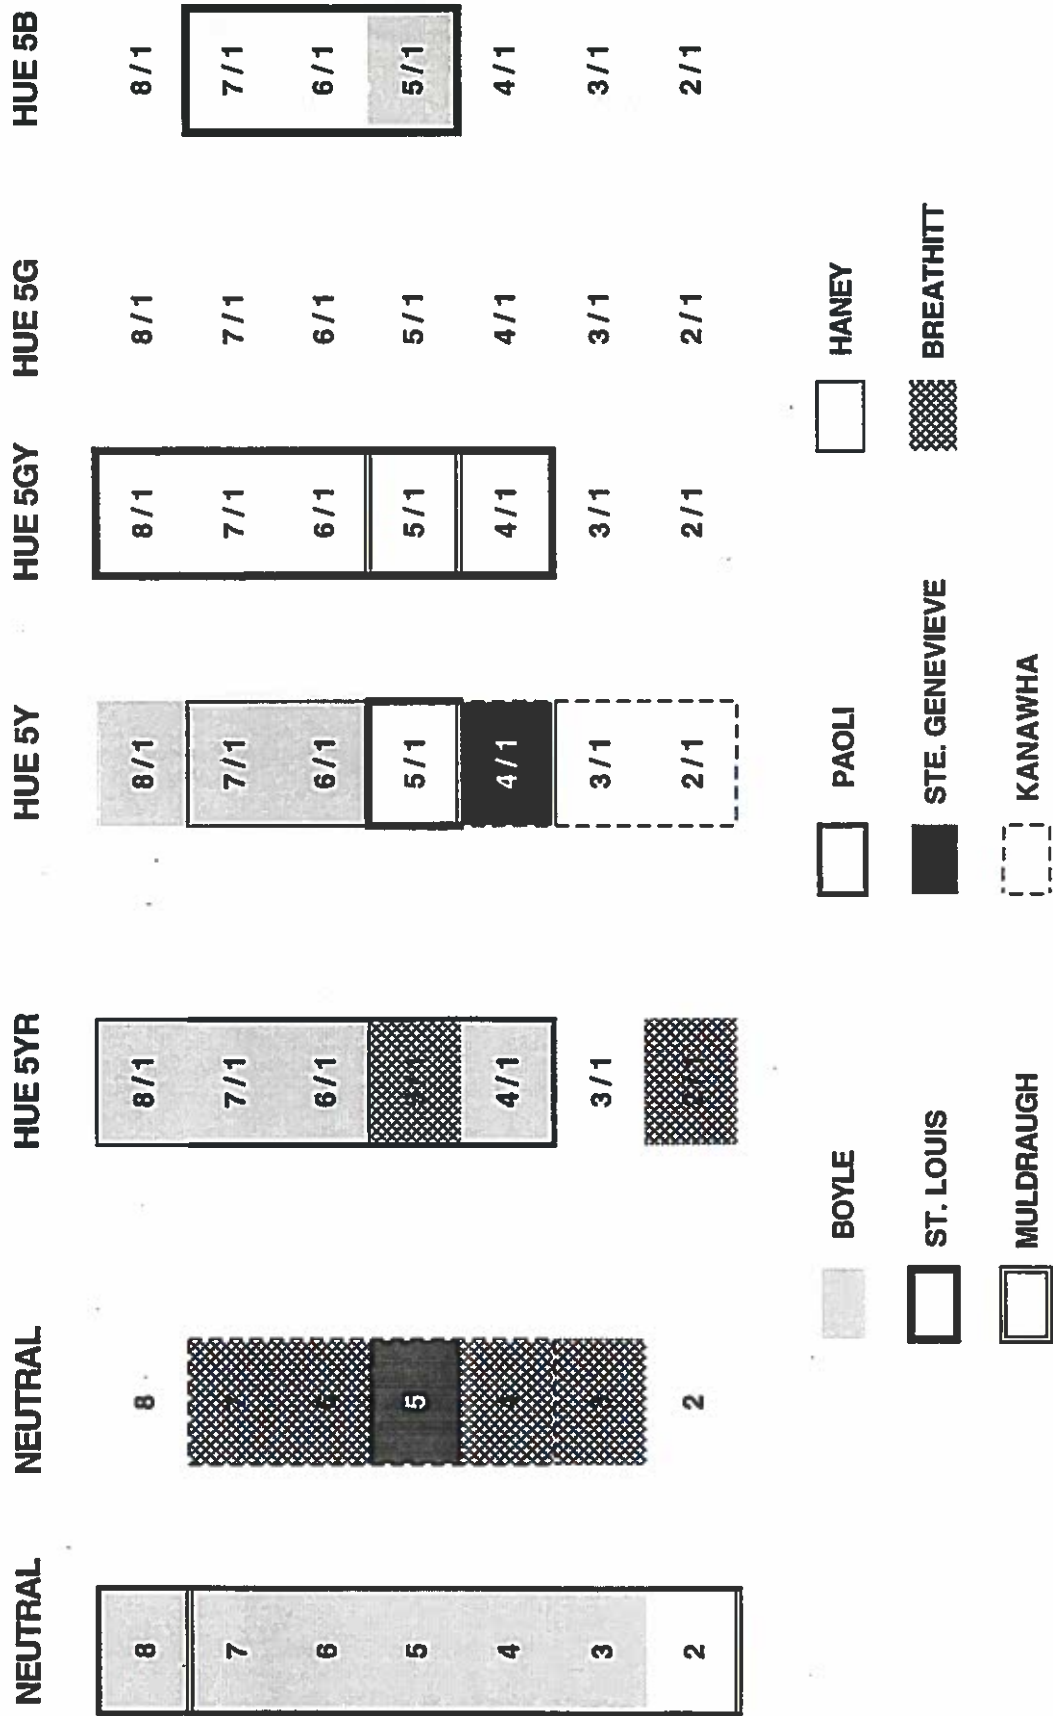 NEUTRAL NEUTRAL HUE 5YR HUE 5Y HUE 5GY HUE 5G HUE 5B
8 8 8/1 8/1 8/1 8/1 8/1
7 7/1 7/1 7/1 7/1 7/1
6 6/1 6/1 6/1 6/1 6/1
5 5 5/1 5/1 5/1 5/1
4 4/1 4/1 4/1 4/1 4/1
3 3/1 3/1 3/1 3/1 3/1
2 2 2/1 2/1 2/1 2/1
BOYLE PAOLI HANEY
ST. LOUIS STE. GENEVIEVE BREATHITT
MULDRAUGH KANAWHA